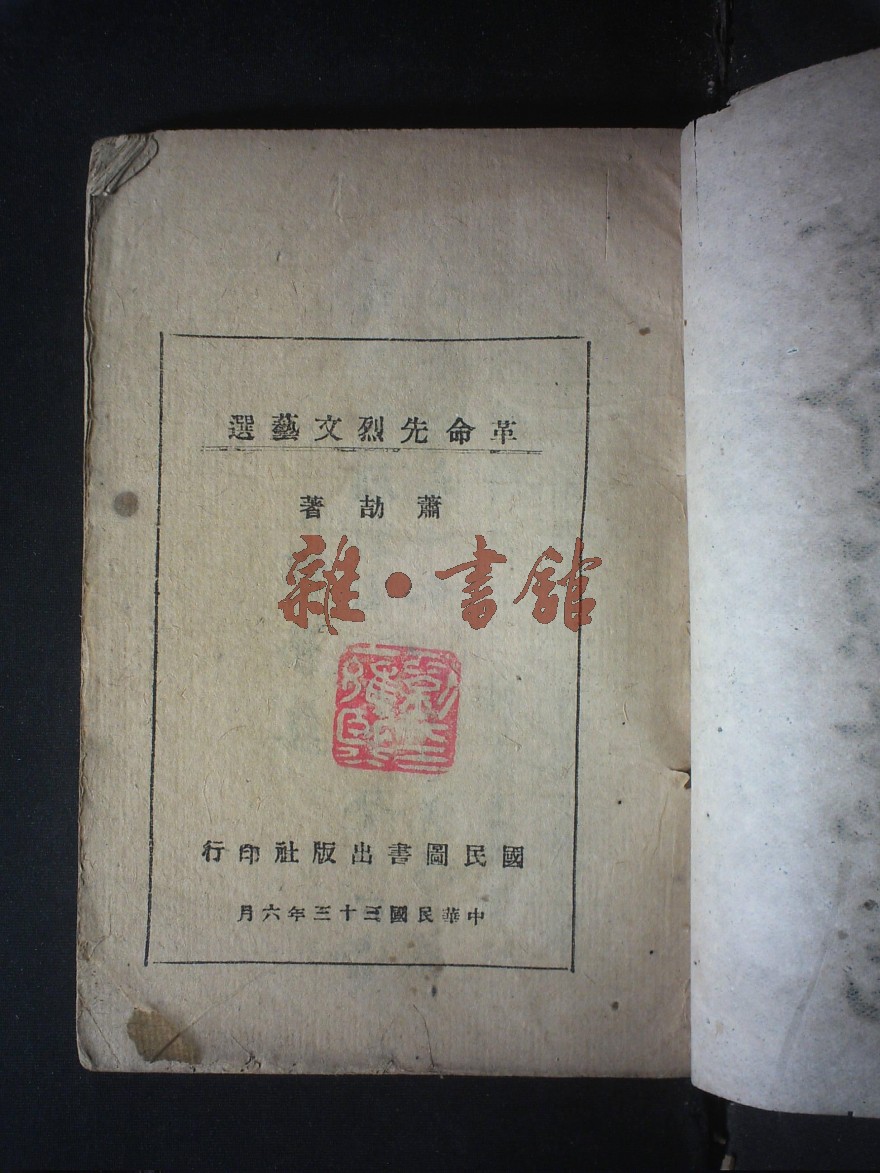 革命先烈文藝選
蕭劼著
雜·書館
國民圖書出版社印行
中華民國三十三年六月